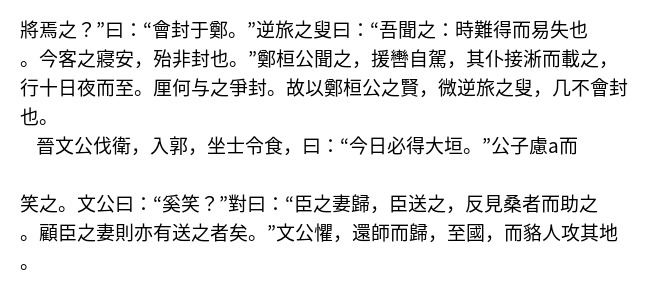 將焉之？”曰：“會封于鄭。”逆旅之叟曰：“吾聞之：時難得而易失也
。今客之寢安，殆非封也。”鄭桓公聞之，援轡自駕，其仆接淅而載之，
行十日夜而至。厘何与之爭封。故以鄭桓公之賢，微逆旅之叟，几不會封
也。
晉文公伐衛，入郭，坐士令食，曰：“今日必得大垣。”公子慮a而
笑之。文公曰：“奚笑？”對曰：“臣之妻歸，臣送之，反見桑者而助之
。顧臣之妻則亦有送之者矣。”文公懼，還師而歸，至國，而貉人攻其地
。